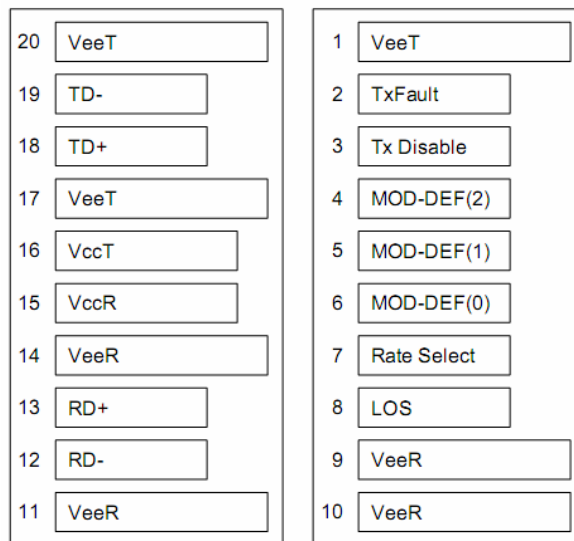 20 VeeT
19 TD-
18 TD+
17 VeeT
16 VccT
15 VccR
14 VeeR
13 RD+
12 RD-
11 VeeR
1 VeeT
2 TxFault
3 Tx Disable
4 MOD-DEF(2)
5 MOD-DEF(1)
6 MOD-DEF(0)
7 Rate Select
8 LOS
9 VeeR
10 VeeR